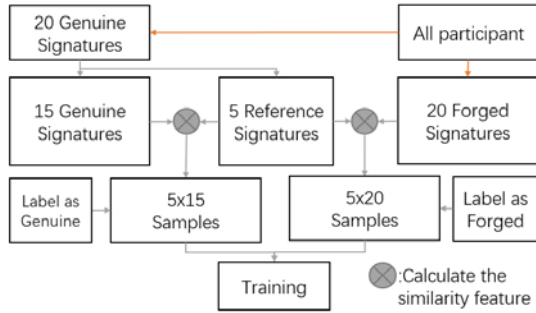 20 Genuine
Signatures
All participant
15 Genuine
Signatures
5 Reference
Signatures
20 Forged
Signatures
Label as
Genuine
5x15
Samples
5x20
Samples
Label as
Forged
Training
:Calculate the
similarity feature